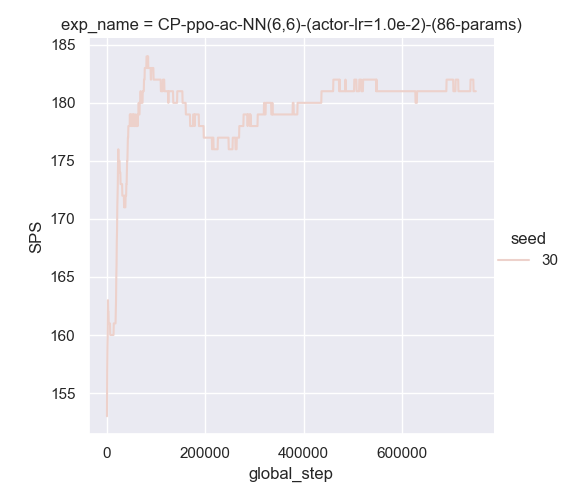 exp_name = CP-ppo-ac-NN(6,6)-(actor-lr=1.0e-2)-(86-params)
185
180
175
170
165
160
155
SPS
seed
30
0 200000 400000 600000
global_step